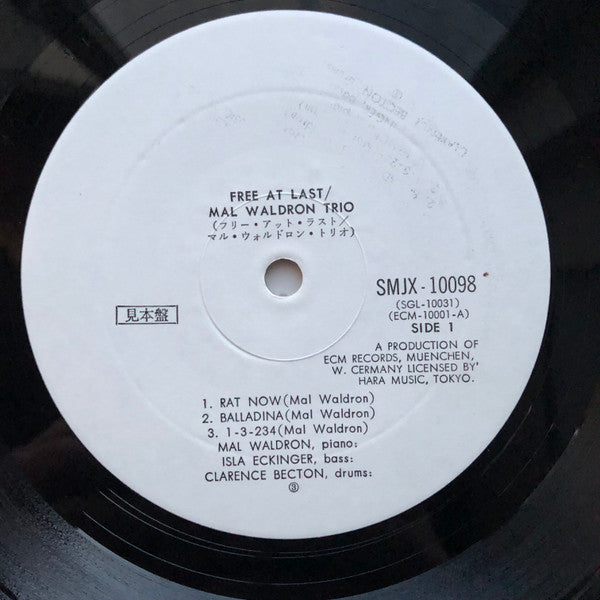 FREE AT LAST/
MAL WALDRON TRIO
(フリー・アット・ラスト/
マル・ウォルドロン・トリオ)
見本盤
SMJX-10098
(SGL-10031)
(ECM-10001-A)
SIDE 1
A PRODUCTION OF
ECM RECORDS, MUENCHEN,
W. CERMANY LICENSED BY'
HARA MUSIC, TOKYO.
1. RAT NOW(Mal Waldron)
2. BALLADINA(Mal Waldron)
3. 1-3-234(Mal Waldron)
MAL WALDRON, piano:
ISLA ECKINGER, bass:
CLARENCE BECTON, drums: